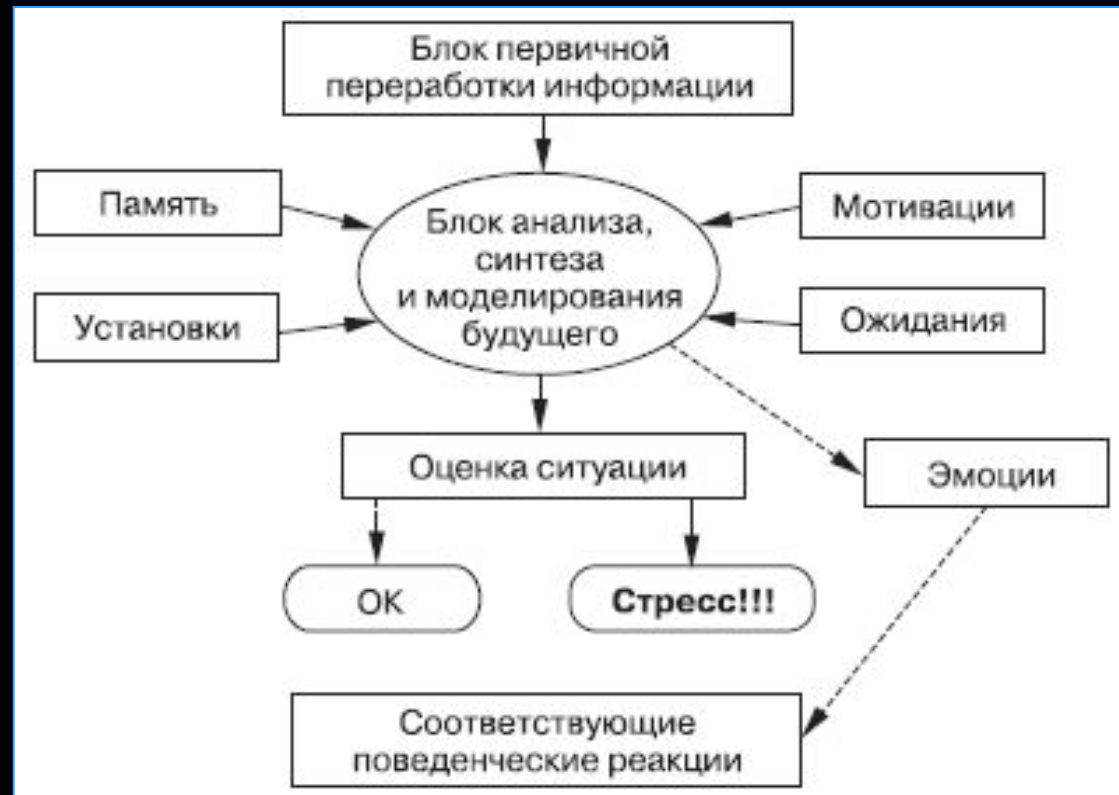 Блок первичной
переработки информации
Память
Блок анализа,
синтеза
и моделирования
будущего
Мотивации
Установки
Ожидания
Оценка ситуации
Эмоции
ОК
Стресс!!!
Соответствующие
поведенческие реакции